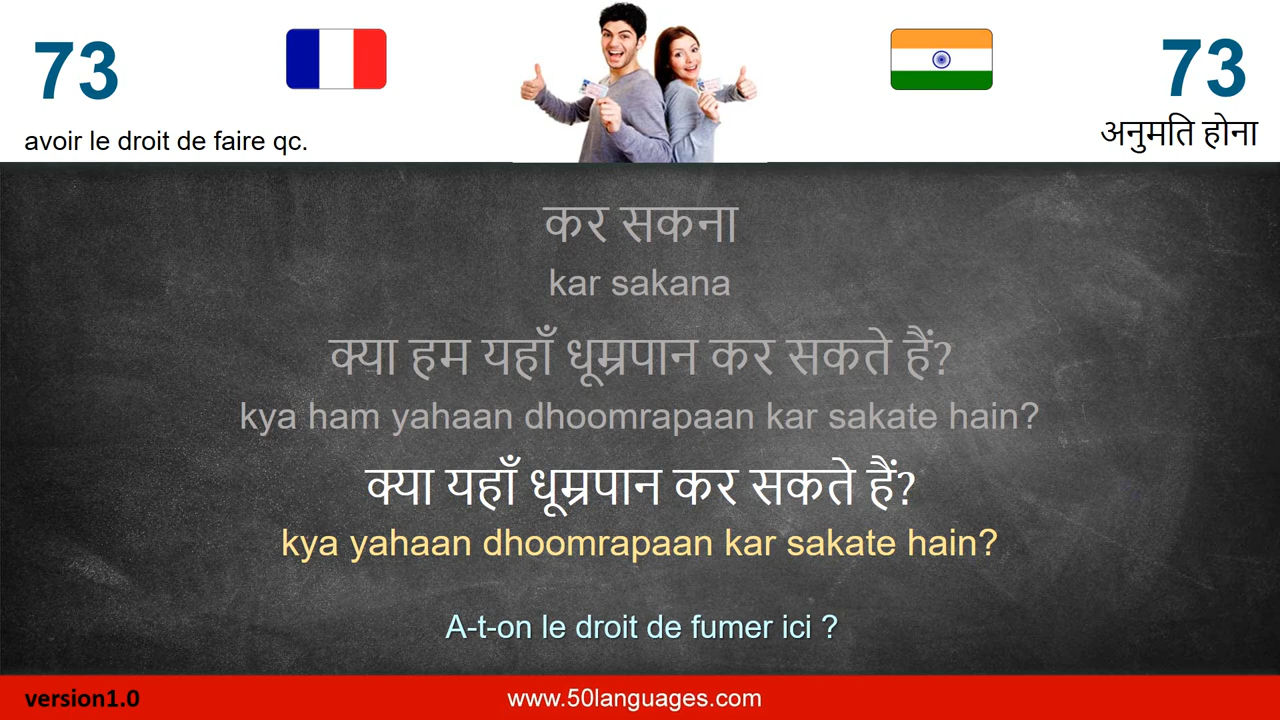 73
73
avoir le droit de faire qc.
अनुमति होना
कर सकना
kar sakana
क्या हम यहाँ धूम्रपान कर सकते हैं?
kya ham yahaan dhoomrapaan kar sakate hain?
क्या यहाँ धूम्रपान कर सकते हैं?
kya yahaan dhoomrapaan kar sakate hain?
A-t-on le droit de fumer ici ?
version1.0
www.50languages.com